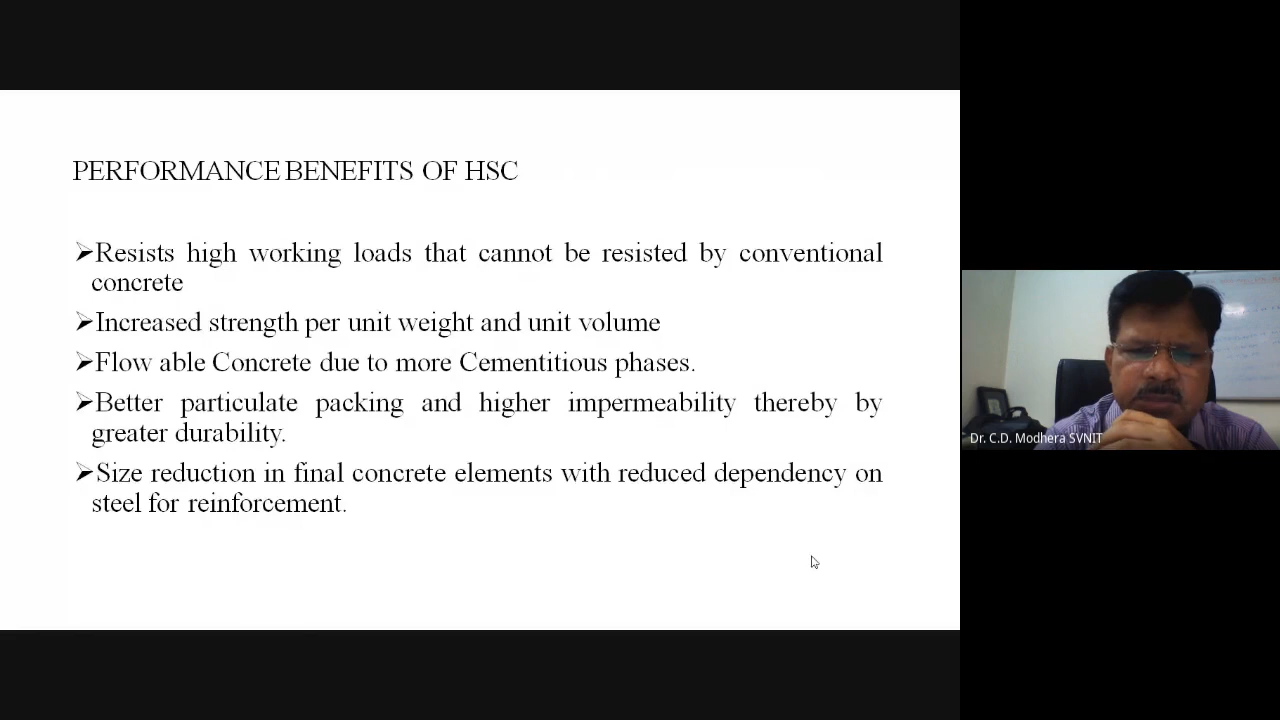 PERFORMANCE BENEFITS OF HSC
➢Resists high working loads that cannot be resisted by conventional
concrete
➢Increased strength per unit weight and unit volume
➢Flow able Concrete due to more Cementitious phases.
➢Better particulate packing and higher impermeability thereby by
greater durability.
➢Size reduction in final concrete elements with reduced dependency on
steel for reinforcement.
Dr. C.D. Modhera SVNIT